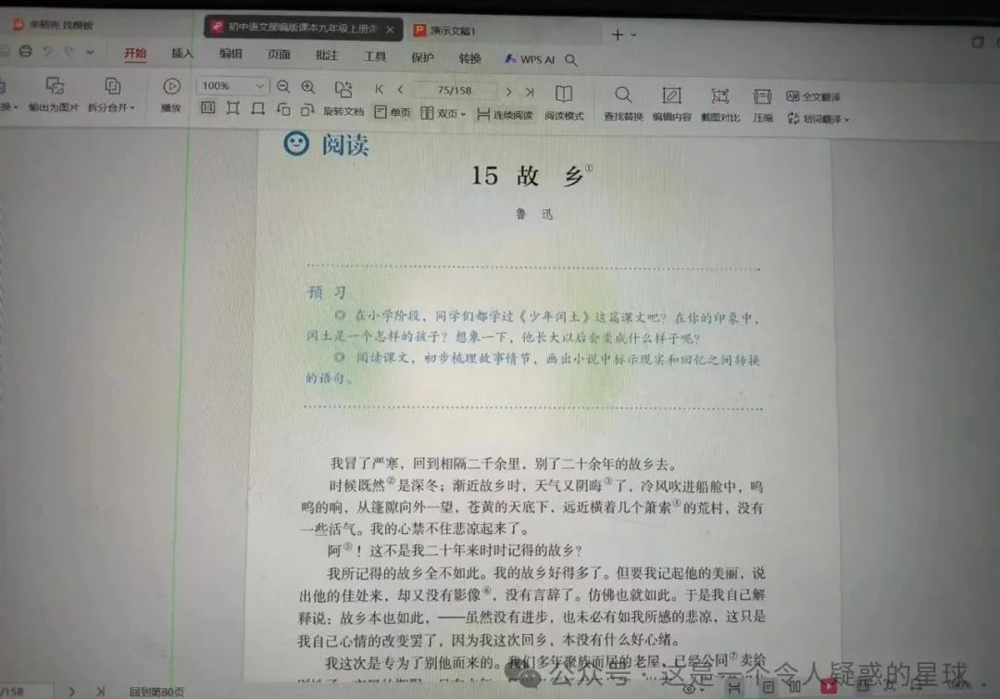 来稻壳 找模板
初中语文部编版课本九年级上册
演示文稿1
开始 插入 编辑 页面 批注 工具 保护 转换 WPS AI
100% 75/158
输出为图片 拆分合并 播放 旋转文档 单页 双页 连续阅读 阅读模式 查找替换 编辑内容 截图对比 压缩 全文翻译 划词翻译
阅读
15 故 乡①
鲁 迅
预 习
◎ 在小学阶段，同学们都学过《少年闰土》这篇课文吧？在你的印象中，
闰土是一个怎样的孩子？想象一下，他长大以后会变成什么样子呢？
◎ 阅读课文，初步梳理故事情节，画出小说中标示现实和回忆之间转换
的语句。
我冒了严寒，回到相隔二千余里，别了二十余年的故乡去。
时候既然②是深冬；渐近故乡时，天气又阴晦③了，冷风吹进船舱中，呜
呜的响，从篷隙向外一望，苍黄的天底下，远近横着几个萧索④的荒村，没有
一些活气。我的心禁不住悲凉起来了。
阿⑤！这不是我二十年来时时记得的故乡？
我所记得的故乡全不如此。我的故乡好得多了。但要我记起他的美丽，说
出他的佳处来，却又没有影像⑥，没有言辞了。仿佛也就如此。于是我自己解
释说：故乡本也如此，——虽然没有进步，也未必有如我所感的悲凉，这只是
我自己心情的改变罢了，因为我这次回乡，本没有什么好心绪。
我这次是专为了别他而来的。我们多年聚族而居的老屋，已经公同⑦卖给
公众号 · 这是一个令人疑惑的星球
/158 回到第80页